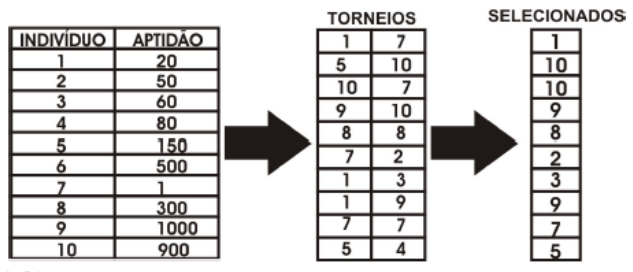 TORNEIOS SELECIONADOS
INDIVÍDUO APTIDÃO 1 7 1
1 20 5 10 10
2 50 10 7 10
3 60 9 10 9
4 80 8 8 8
5 150 7 2 2
6 500 1 3 3
7 1 1 9 9
8 300 7 7 7
9 1000 5 4 5
10 900